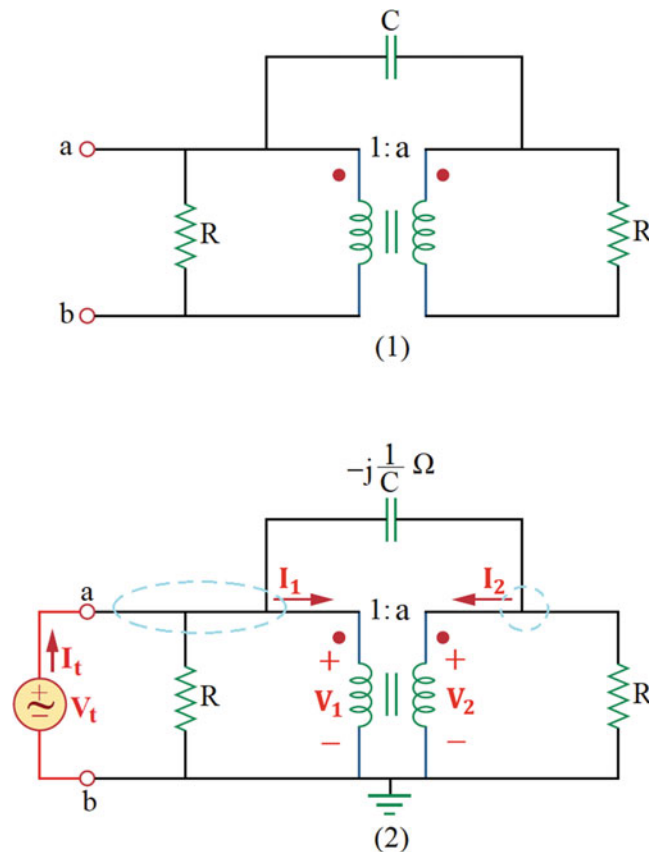 C
a
1:a
R
R
b
(1)
−j 1/C Ω
a
I₁
I₂
1:a
Iₜ
+
−
Vₜ
R
+
V₁
−
+
V₂
−
R
b
(2)